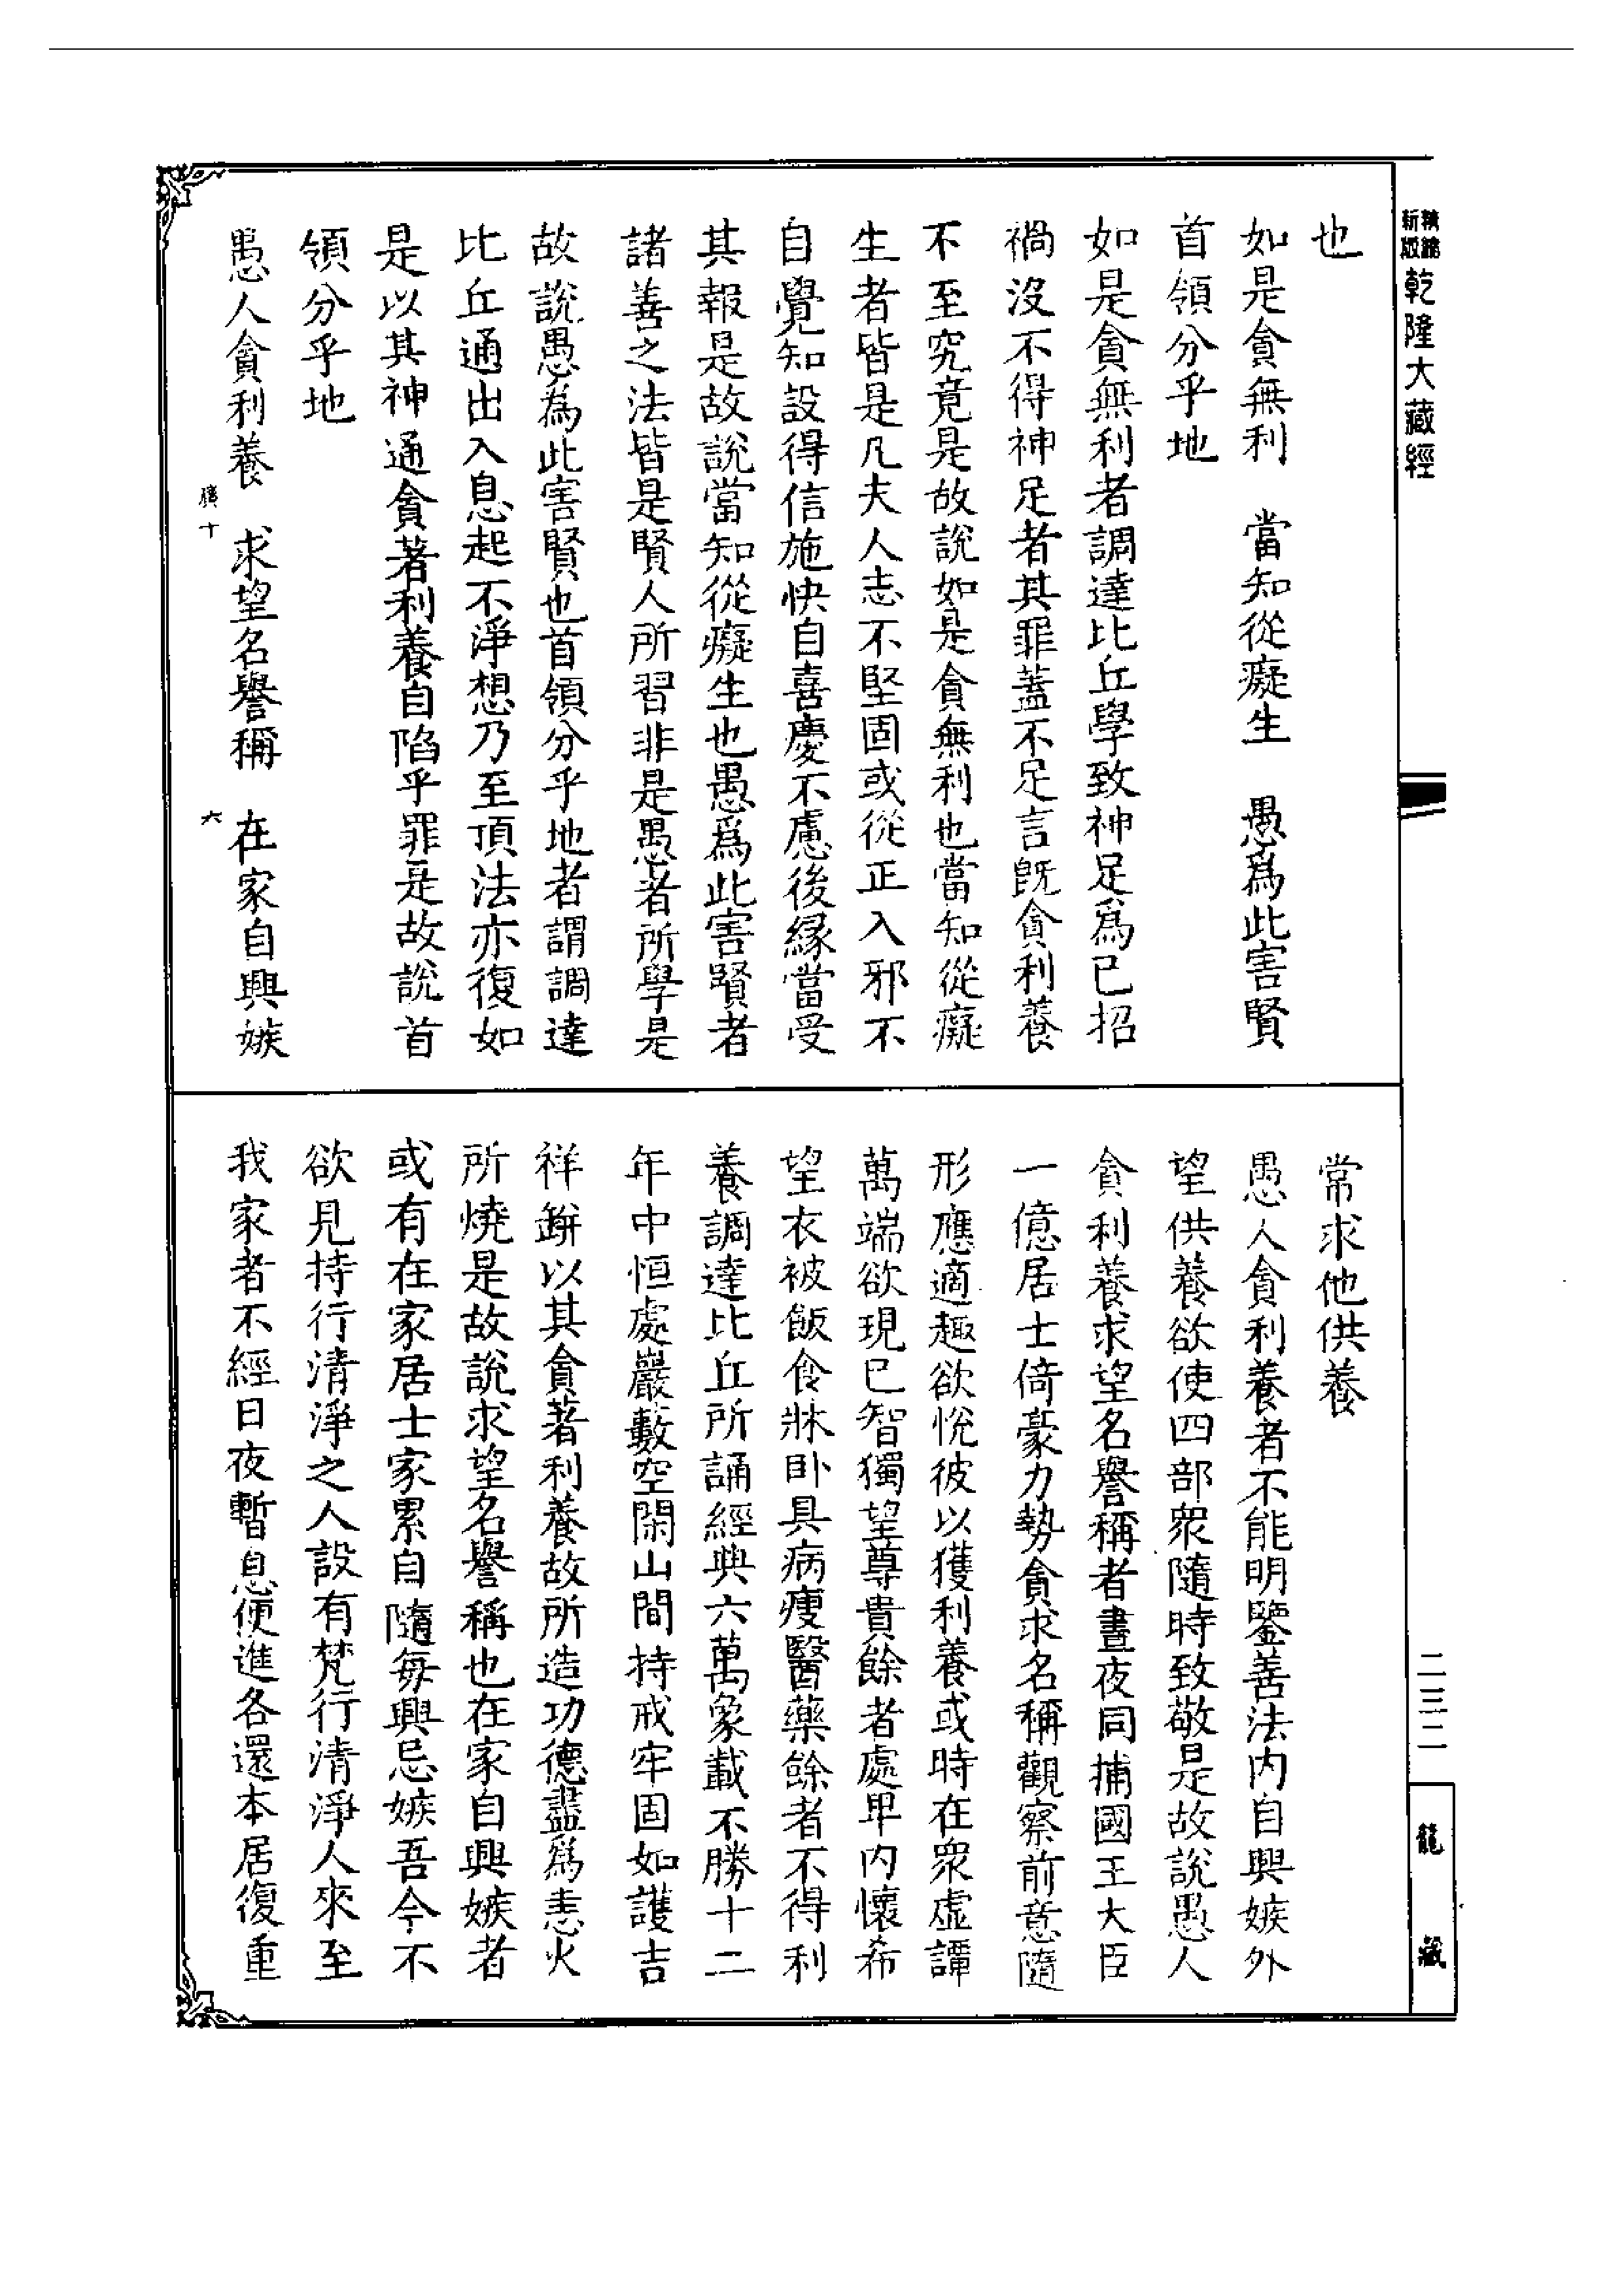 精縮新版乾隆大藏經
二三二
龍藏
也
如是貪無利　當知從癡生　愚爲此害賢
首領分乎地
如是貪無利者調達比丘學致神足爲已招
禍沒不得神足者其罪蓋不足言旣貪利養
不至究竟是故說如是貪無利也當知從癡
生者皆是凡夫人志不堅固或從正入邪不
自覺知設得信施快自喜慶不慮後緣當受
其報是故說當知從癡生也愚爲此害賢者
諸善之法皆是賢人所習非是愚者所學是
故說愚為此害賢也首領分乎地者謂調達
比丘通出入息起不淨想乃至頂法亦復如
是以其神通貪著利養自陷乎罪是故說首
領分乎地
愚人貪利養　求望名譽稱　在家自興嫉
十　六
常求他供養
愚人貪利養者不能明鑒善法內自興嫉外
望供養欲使四部衆隨時致敬是故說愚人
貪利養求望名譽稱者晝夜同捕國王大臣
一億居士倚豪力勢貪求名稱觀察前意隨
形應適趣欲悅彼以獲利養或時在衆虛譚
萬端欲現已智獨望尊貴餘者處卑內懷希
望衣被飯食牀臥具病瘦醫藥餘者不得利
養調達比丘所誦經典六萬象載不勝十二
年中恒處巖藪空閑山間持戒牢固如護吉
祥缾以其貪著利養故所造功德盡爲恚火
所燒是故說求望名譽稱也在家自興嫉者
或有在家居士家累自隨每興忌嫉吾今不
欲見持行清淨之人設有梵行清淨人來至
我家者不經日夜暫息便進各還本居復重